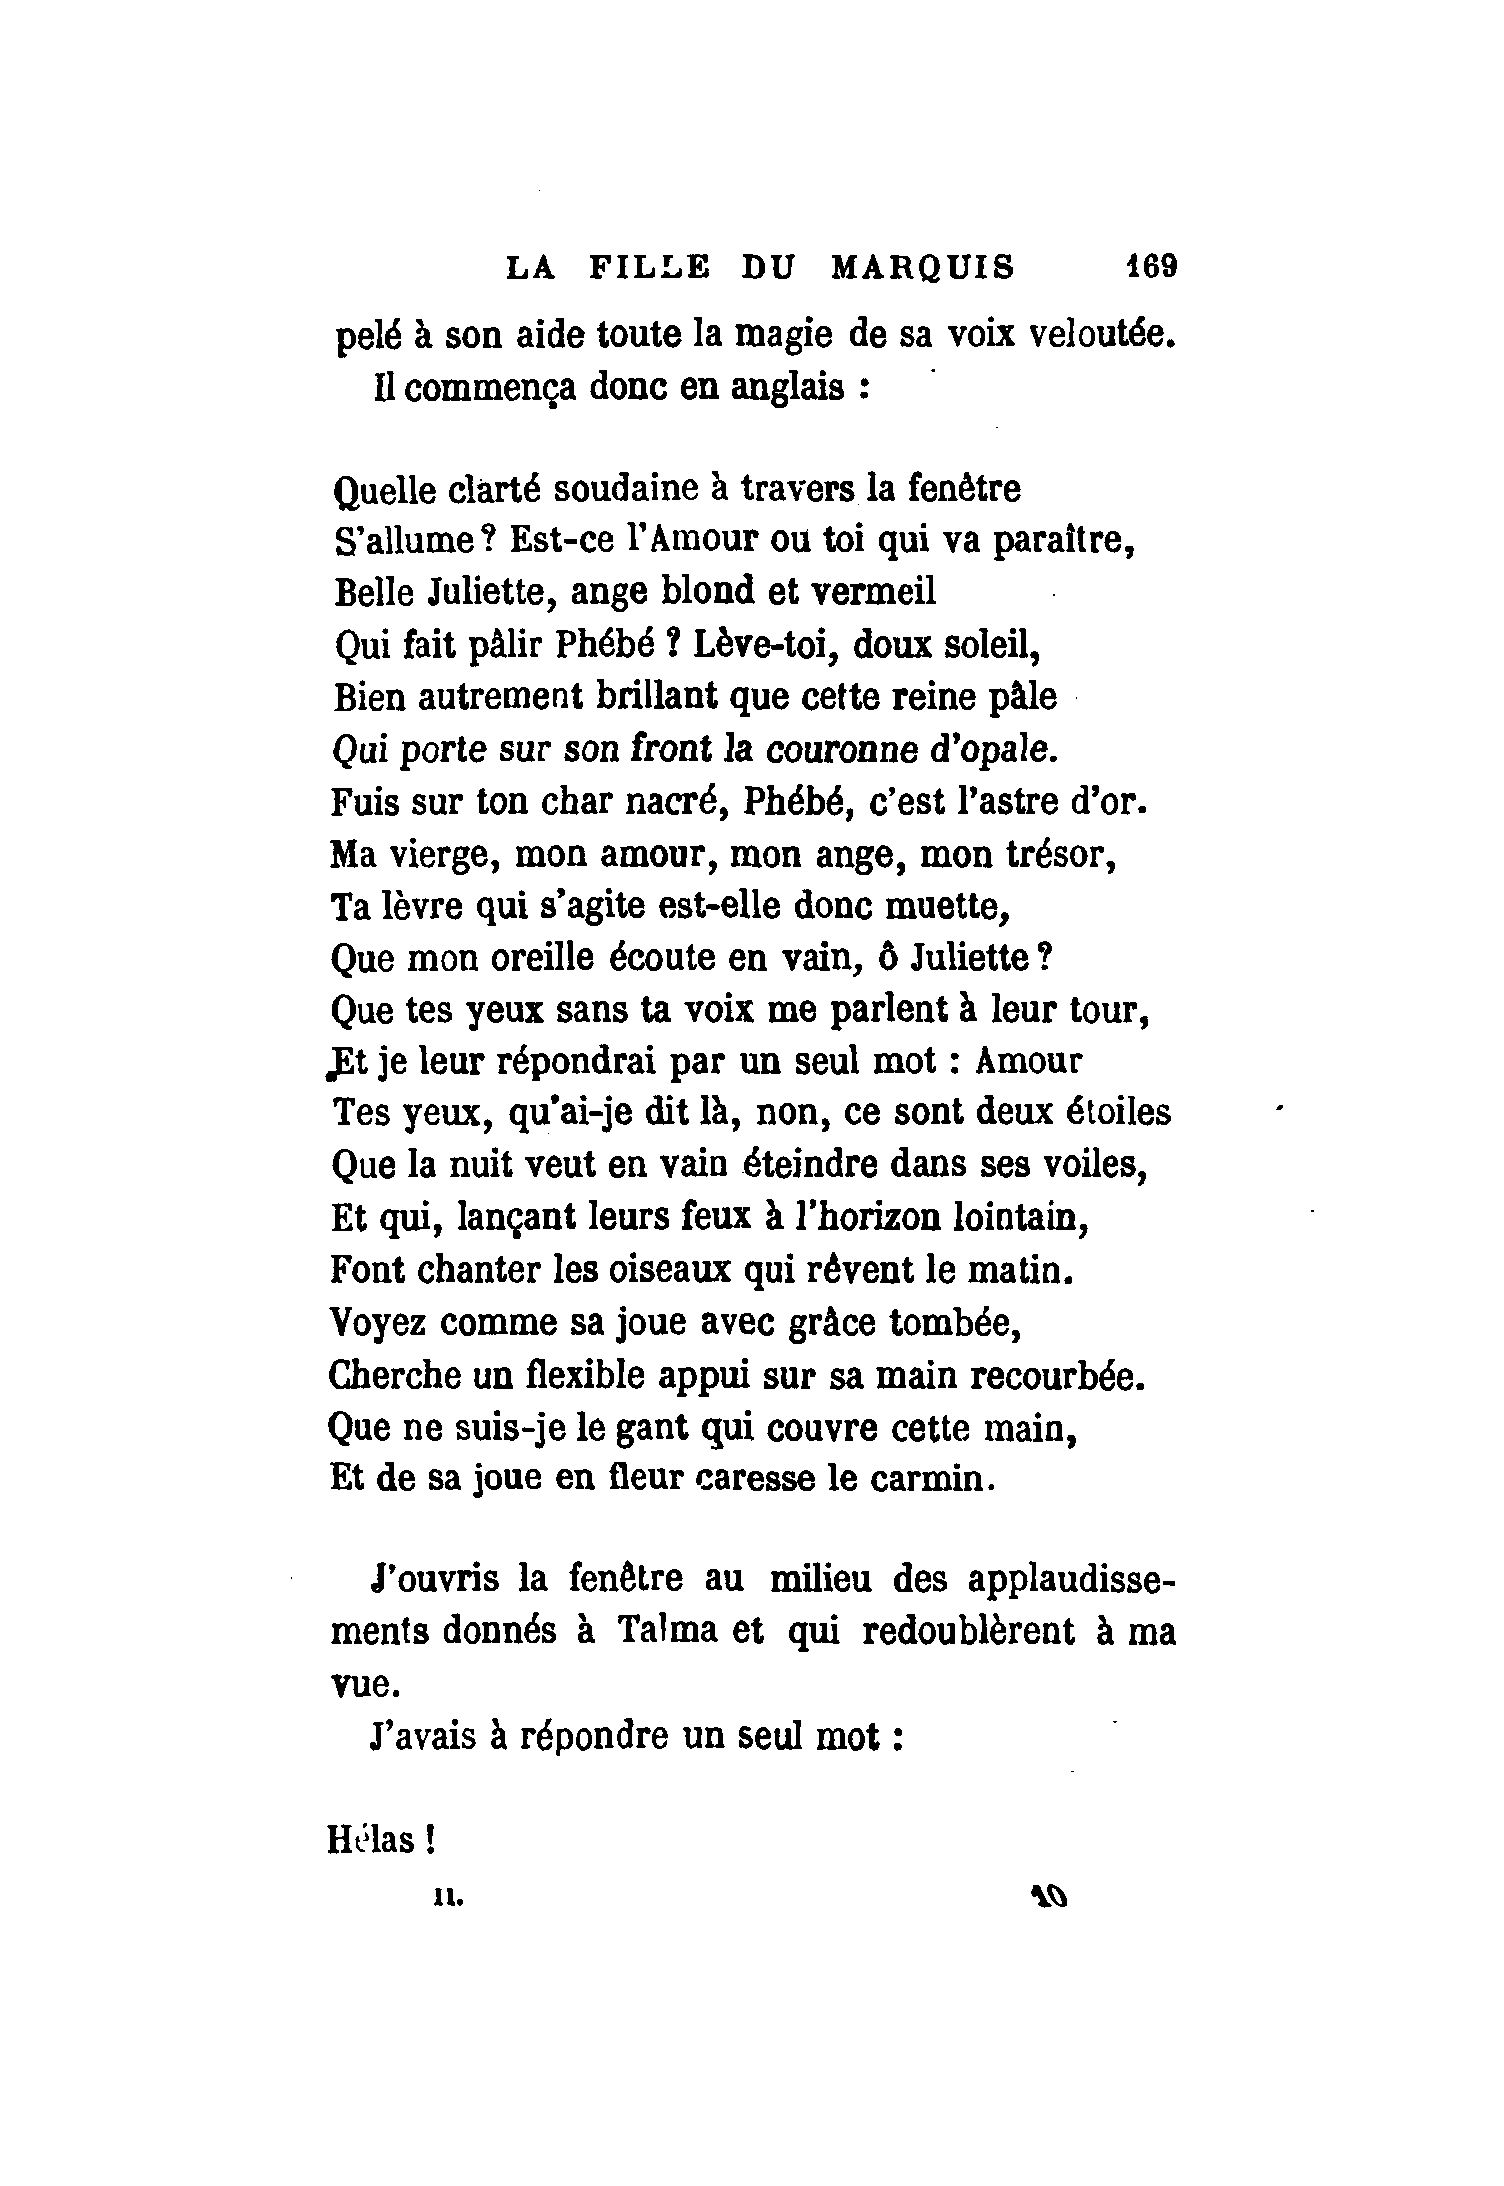 LA FILLE DU MARQUIS 169
pelé à son aide toute la magie de sa voix veloutée.
Il commença donc en anglais :
Quelle clarté soudaine à travers la fenêtre
S'allume ? Est-ce l'Amour ou toi qui va paraître,
Belle Juliette, ange blond et vermeil
Qui fait pâlir Phébé ? Lève-toi, doux soleil,
Bien autrement brillant que cette reine pâle
Qui porte sur son front la couronne d'opale.
Fuis sur ton char nacré, Phébé, c'est l'astre d'or.
Ma vierge, mon amour, mon ange, mon trésor,
Ta lèvre qui s'agite est-elle donc muette,
Que mon oreille écoute en vain, ô Juliette ?
Que tes yeux sans ta voix me parlent à leur tour,
Et je leur répondrai par un seul mot : Amour
Tes yeux, qu'ai-je dit là, non, ce sont deux étoiles
Que la nuit veut en vain éteindre dans ses voiles,
Et qui, lançant leurs feux à l'horizon lointain,
Font chanter les oiseaux qui rêvent le matin.
Voyez comme sa joue avec grâce tombée,
Cherche un flexible appui sur sa main recourbée.
Que ne suis-je le gant qui couvre cette main,
Et de sa joue en fleur caresse le carmin.
J'ouvris la fenêtre au milieu des applaudisse-
ments donnés à Talma et qui redoublèrent à ma
vue.
J'avais à répondre un seul mot :
Hélas !
II. 10